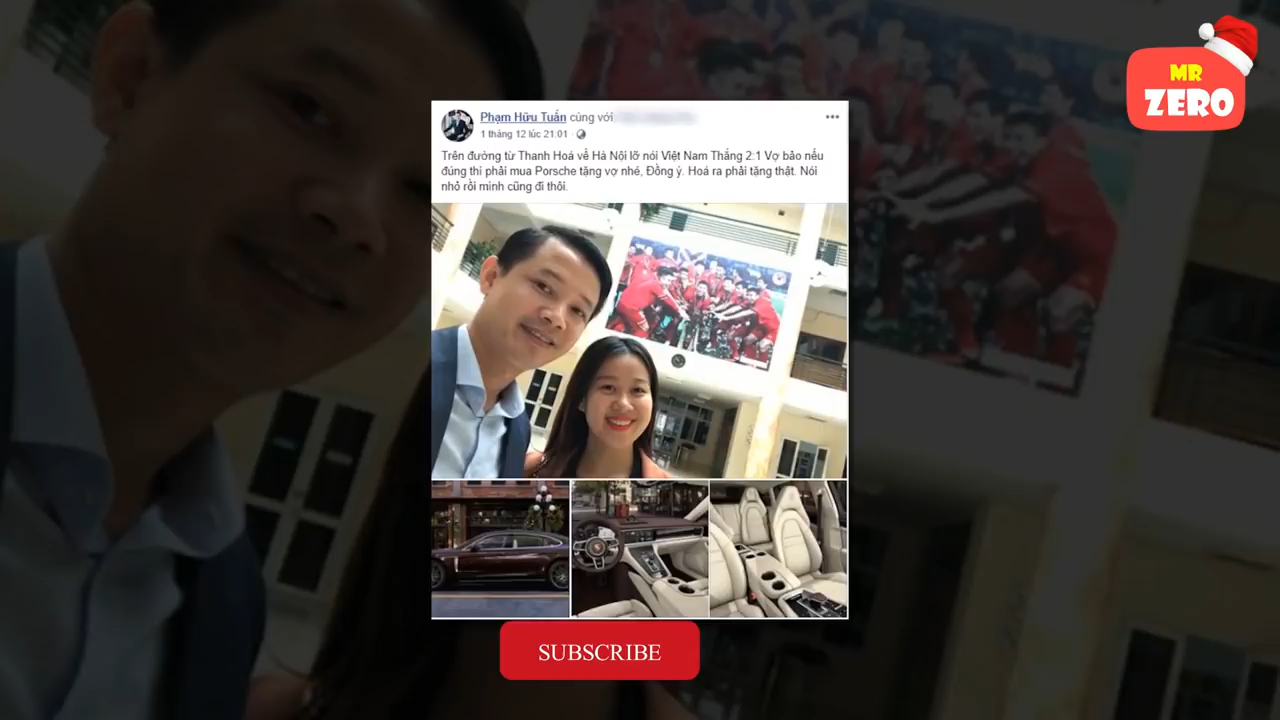 MR
ZERO
Phạm Hữu Tuấn cùng với
1 tháng 12 lúc 21:01
Trên đường từ Thanh Hoá về Hà Nội lỡ nói Việt Nam Thắng 2:1 Vợ bảo nếu
đúng thì phải mua Porsche tặng vợ nhé, Đồng ý. Hoá ra phải tặng thật. Nói
nhỏ rồi mình cũng đi thôi.
SUBSCRIBE